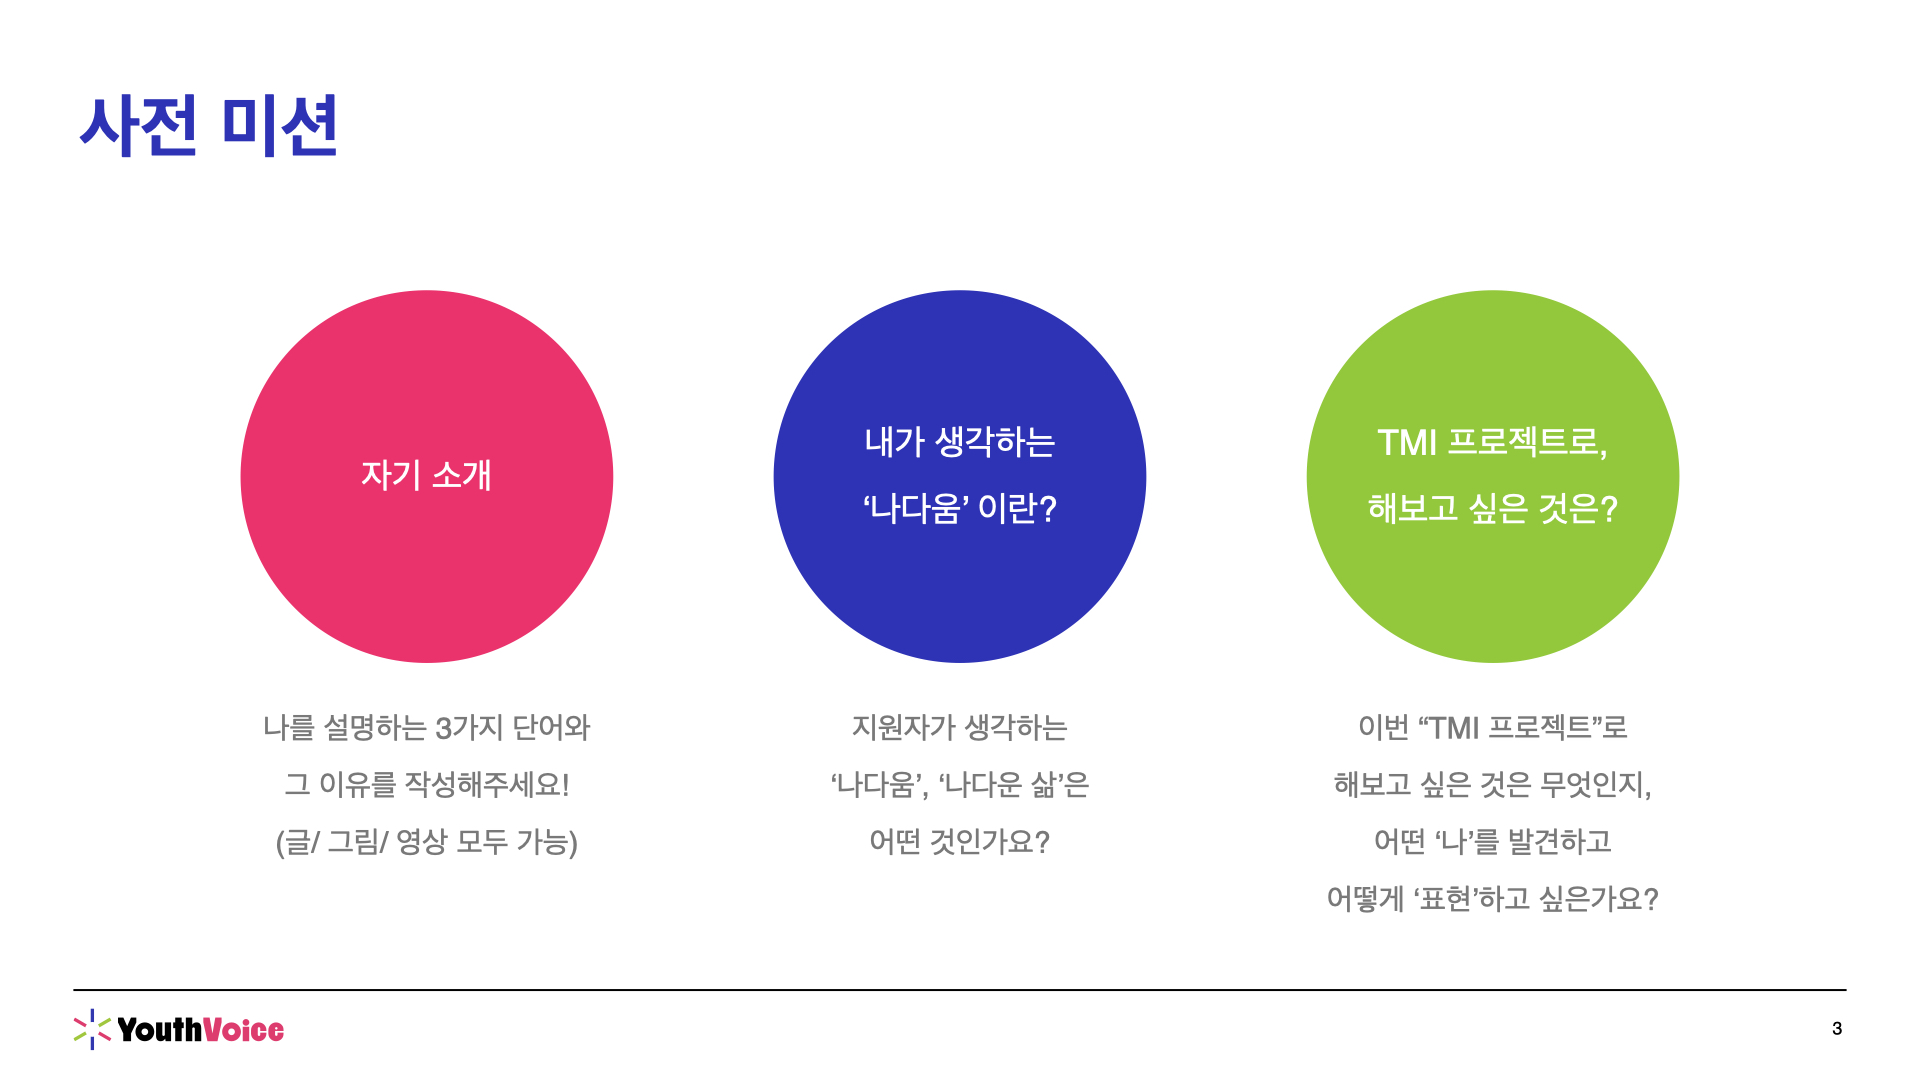 사전 미션
자기 소개
내가 생각하는
‘나다움’ 이란?
TMI 프로젝트로,
해보고 싶은 것은?
나를 설명하는 3가지 단어와
그 이유를 작성해주세요!
(글/ 그림/ 영상 모두 가능)
지원자가 생각하는
‘나다움’, ‘나다운 삶’은
어떤 것인가요?
이번 “TMI 프로젝트”로
해보고 싶은 것은 무엇인지,
어떤 ‘나’를 발견하고
어떻게 ‘표현’하고 싶은가요?
YouthVoice
3